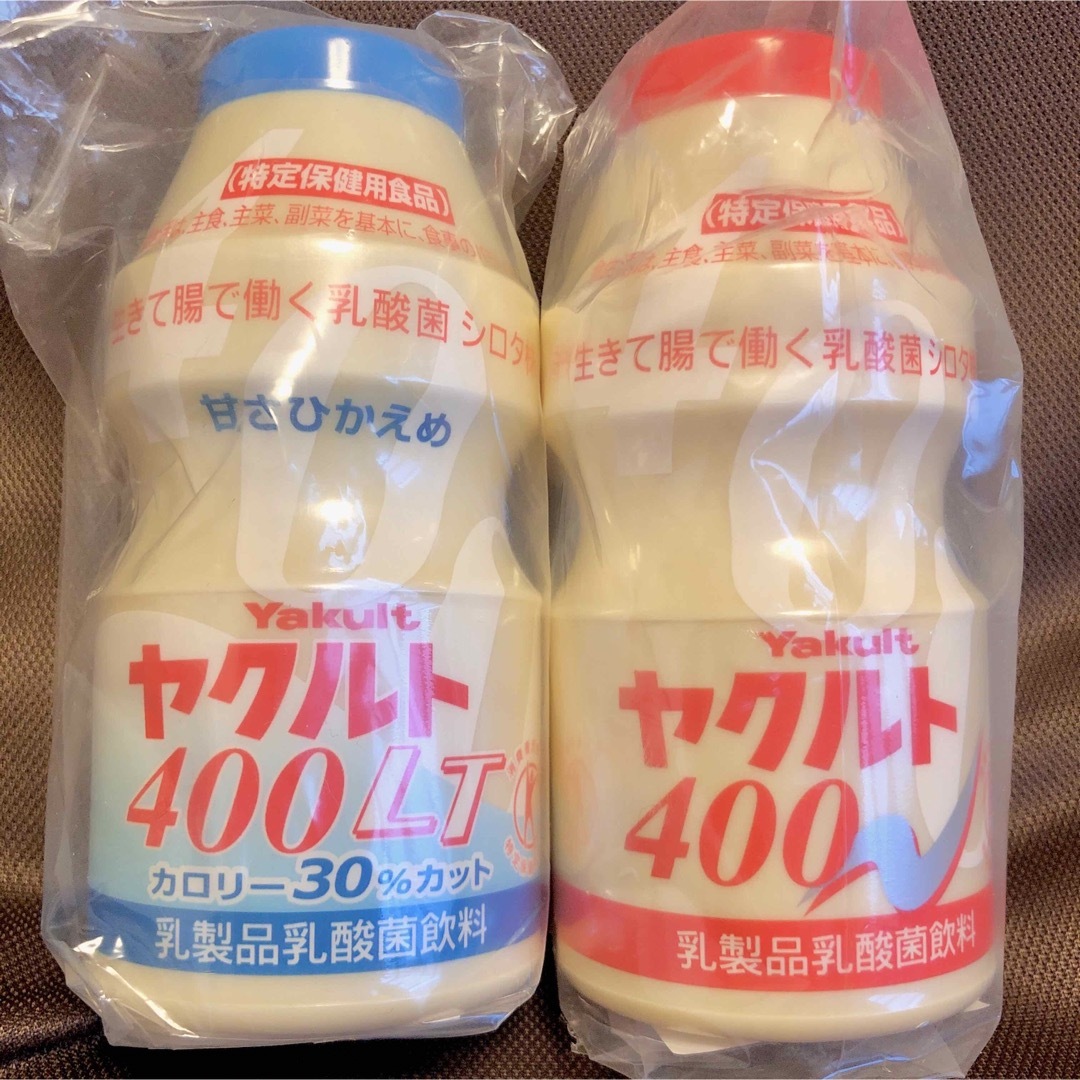 （特定保健用食品）
主食、主菜、副菜を基本に、食事の
生きて腸で働く乳酸菌 シロタ
甘さひかえめ
Yakult
ヤクルト
400LT
カロリー30%カット
乳製品乳酸菌飲料
（特定保健用食品）
主食、主菜、副菜を基本に、
生きて腸で働く乳酸菌 シロタ
Yakult
ヤクルト
400
乳製品乳酸菌飲料